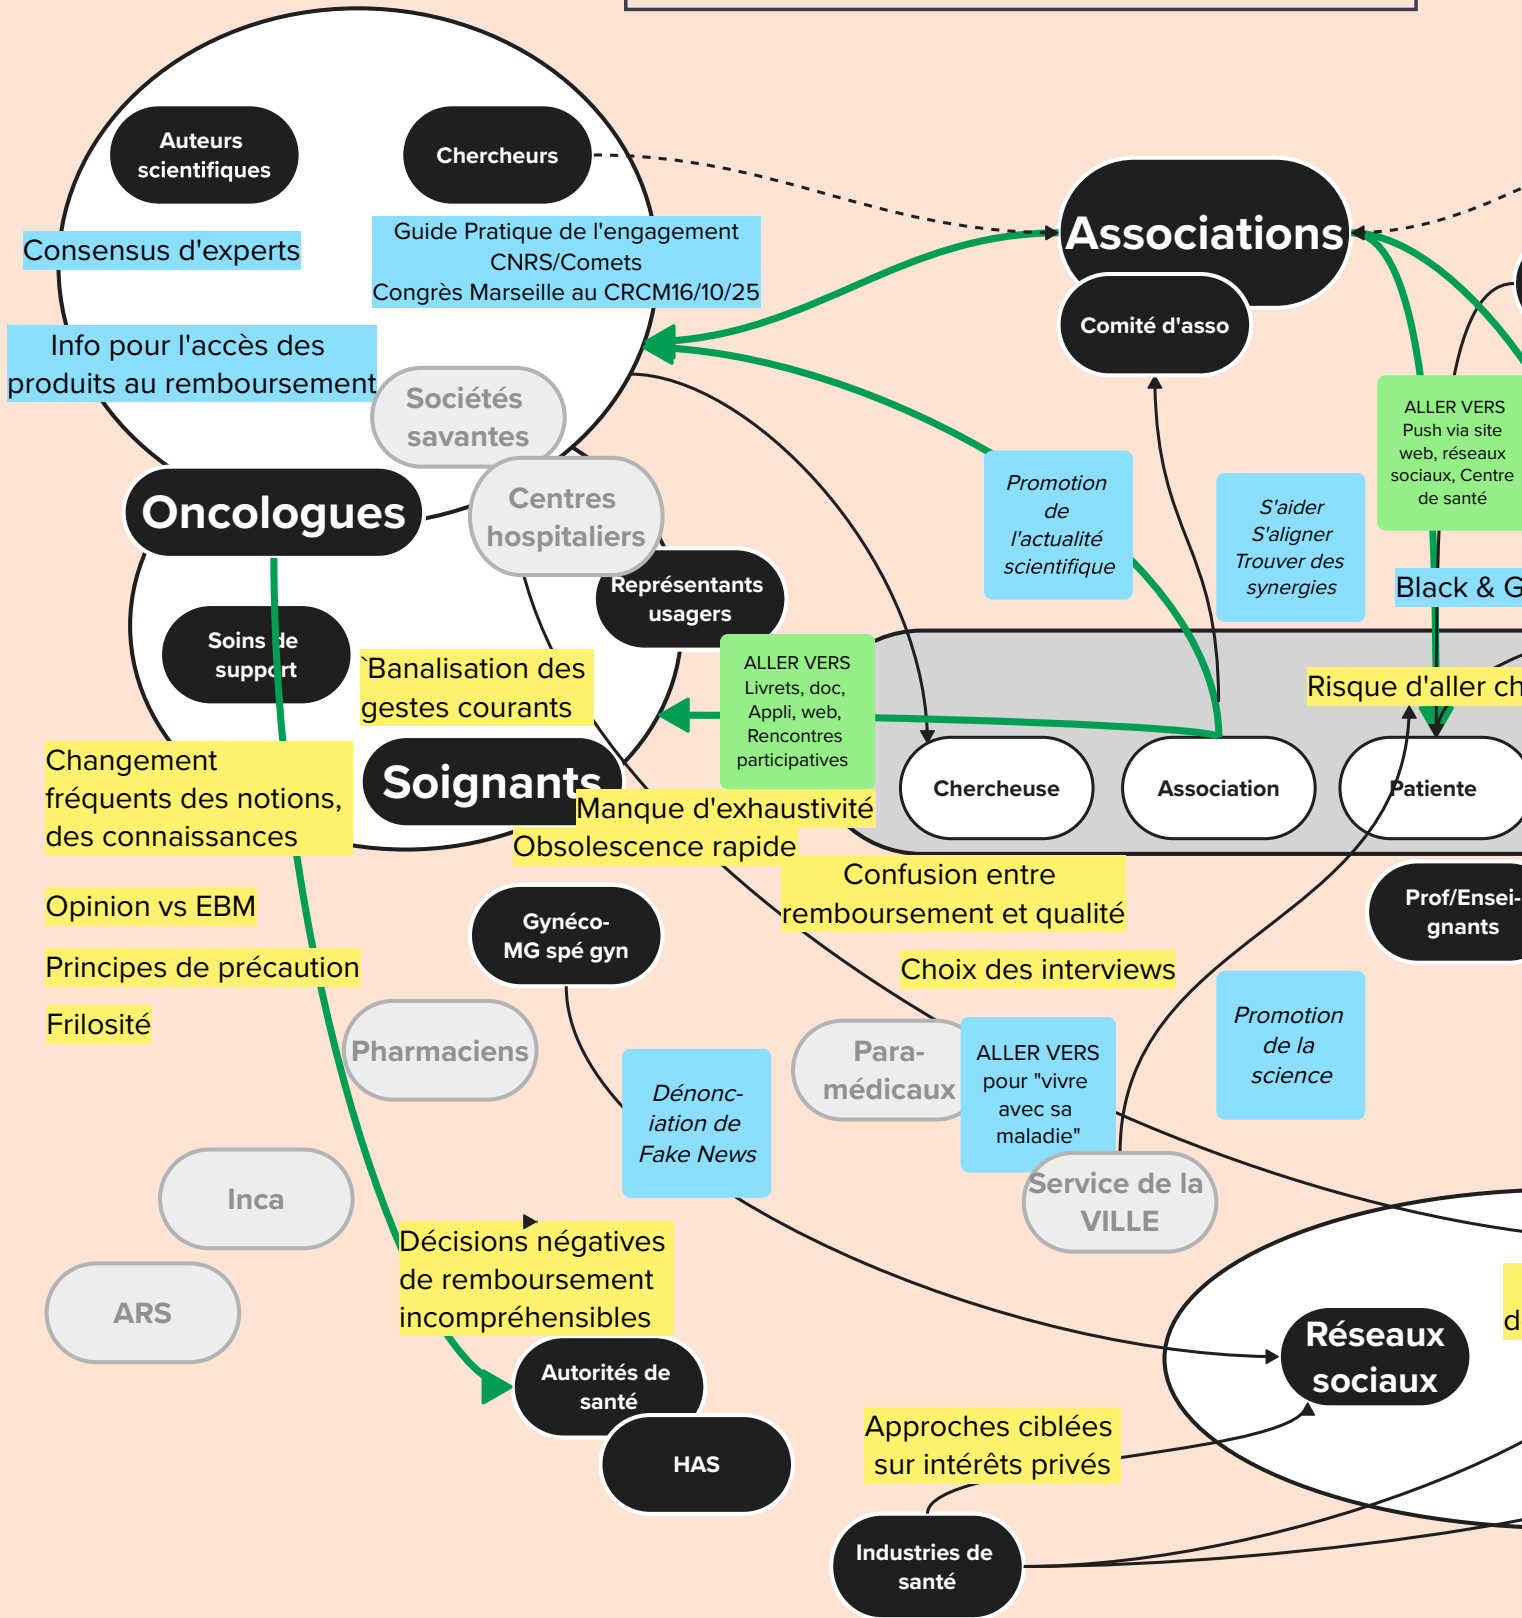 Auteurs
scientifiques
Chercheurs
Associations
Comité d'asso
Consensus d'experts
Guide Pratique de l'engagement
CNRS/Comets
Congrès Marseille au CRCM16/10/25
Info pour l'accès des
produits au remboursement
Sociétés
savantes
Centres
hospitaliers
Oncologues
Représentants
usagers
Soins de
support
`Banalisation des
gestes courants
Soignants
Promotion
de
l'actualité
scientifique
S'aider
S'aligner
Trouver des
synergies
ALLER VERS
Push via site
web, réseaux
sociaux, Centre
de santé
Black & G
Risque d'aller ch
ALLER VERS
Livrets, doc,
Appli, web,
Rencontres
participatives
Chercheuse
Association
Patiente
Changement
fréquents des notions,
des connaissances
Manque d'exhaustivité
Obsolescence rapide
Confusion entre
remboursement et qualité
Choix des interviews
Opinion vs EBM
Principes de précaution
Frilosité
Gynéco-
MG spé gyn
Prof/Ensei-
gnants
Pharmaciens
Para-
médicaux
ALLER VERS
pour "vivre
avec sa
maladie"
Promotion
de la
science
Dénonc-
iation de
Fake News
Service de la
VILLE
Inca
ARS
Décisions négatives
de remboursement
incompréhensibles
Autorités de
santé
HAS
Réseaux
sociaux
Approches ciblées
sur intérêts privés
Industries de
santé